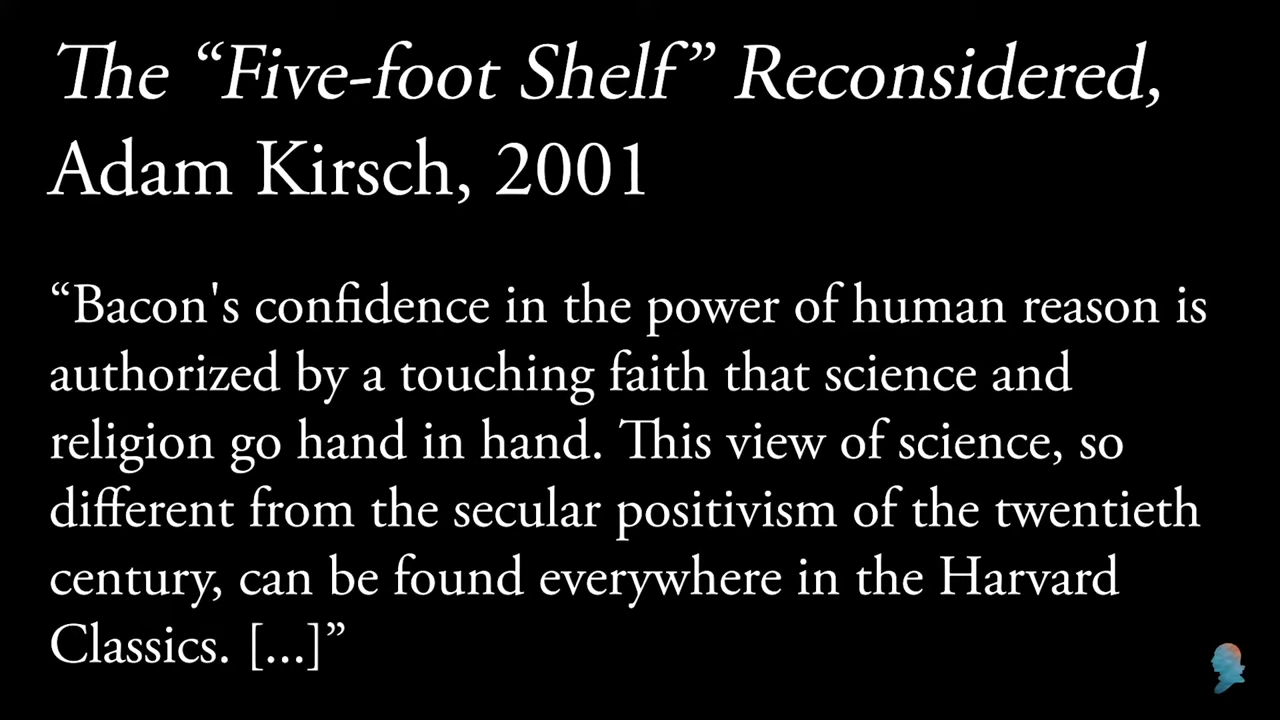 The “Five-foot Shelf” Reconsidered,
Adam Kirsch, 2001
“Bacon's confidence in the power of human reason is
authorized by a touching faith that science and
religion go hand in hand. This view of science, so
different from the secular positivism of the twentieth
century, can be found everywhere in the Harvard
Classics. [...]”